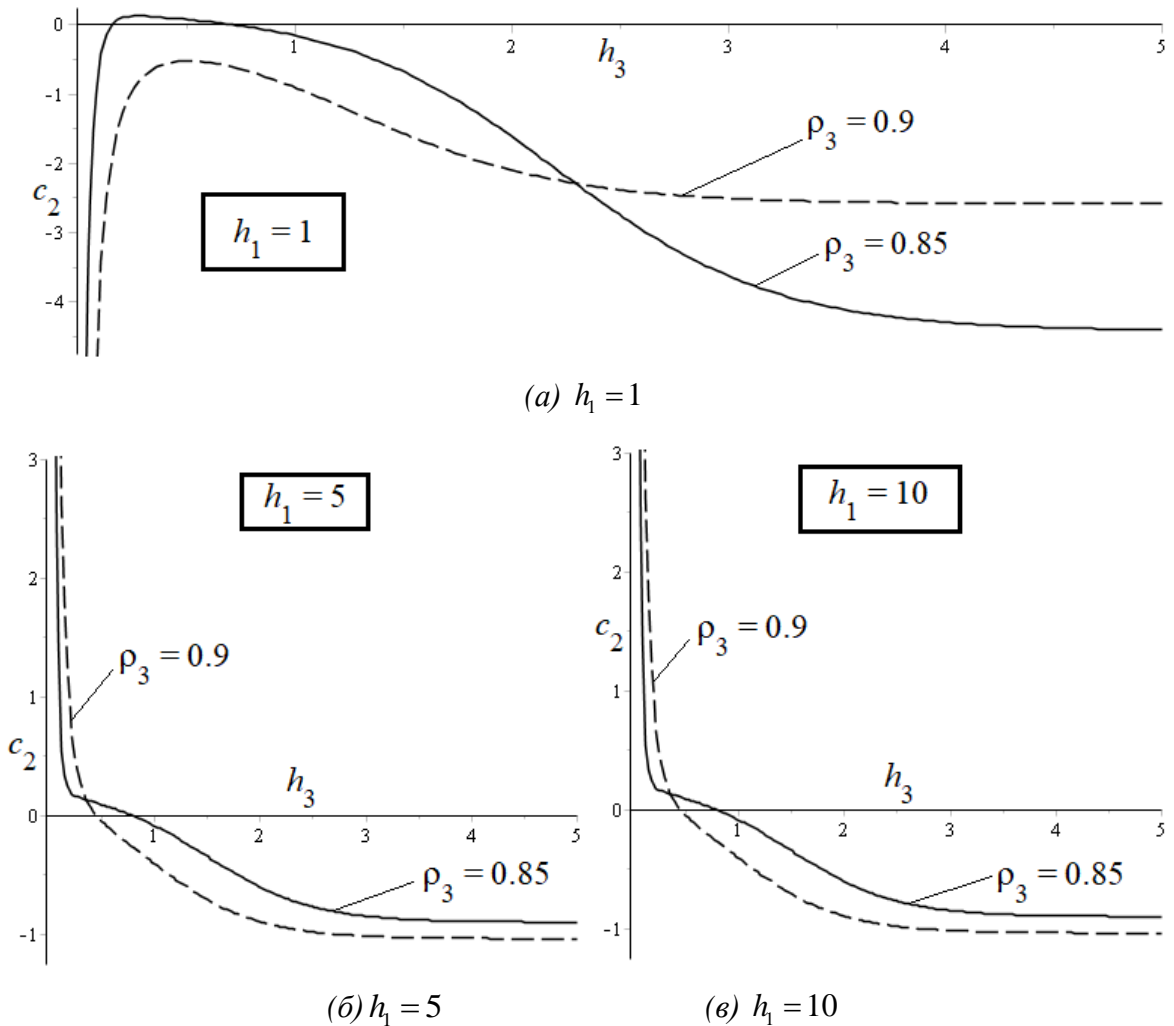 0
1
2
3
4
5
h₃
-1
-2
-3
-4
c₂
ρ₃ = 0.9
ρ₃ = 0.85
h₁ = 1
(а) h₁ = 1
3
2
1
0
-1
c₂
h₁ = 5
ρ₃ = 0.9
h₃
1
2
3
4
5
ρ₃ = 0.85
3
2
1
0
-1
c₂
h₁ = 10
ρ₃ = 0.9
h₃
1
2
3
4
5
ρ₃ = 0.85
(б) h₁ = 5
(в) h₁ = 10